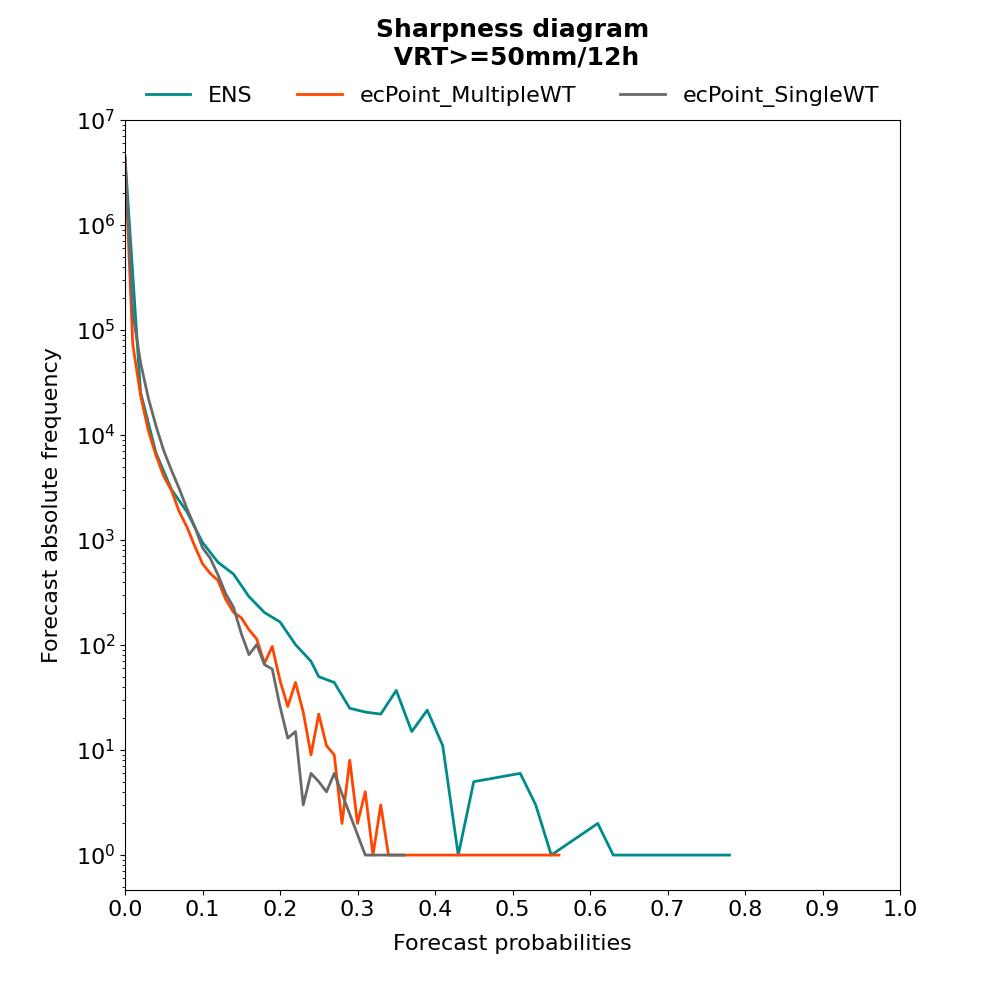 Sharpness diagram
VRT>=50mm/12h
ENS ecPoint_MultipleWT ecPoint_SingleWT
10⁷
10⁶
10⁵
10⁴
10³
10²
10¹
10⁰
Forecast absolute frequency
0.0 0.1 0.2 0.3 0.4 0.5 0.6 0.7 0.8 0.9 1.0
Forecast probabilities